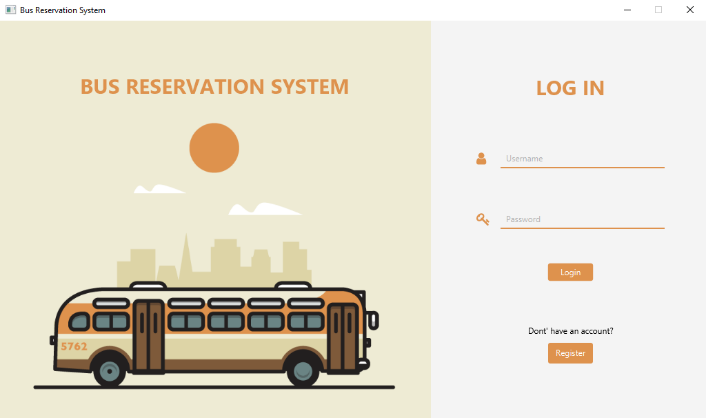 Bus Reservation System
BUS RESERVATION SYSTEM
5762
LOG IN
Username
Password
Login
Dont' have an account?
Register